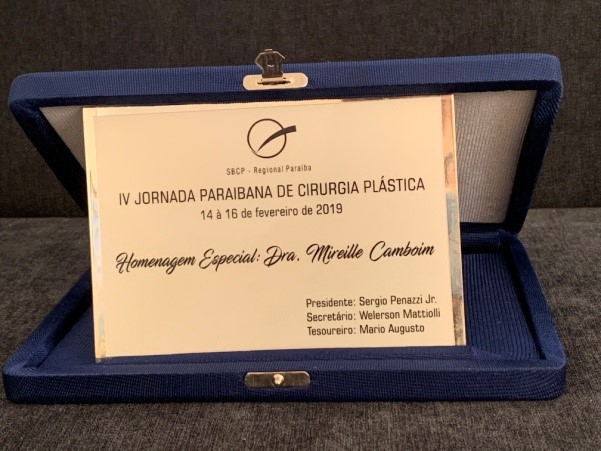 SBCP - Regional Paraíba
IV JORNADA PARAIBANA DE CIRURGIA PLÁSTICA
14 à 16 de fevereiro de 2019
Homenagem Especial: Dra. Mireille Camboim
Presidente: Sergio Penazzi Jr.
Secretário: Welerson Mattiolli
Tesoureiro: Mario Augusto